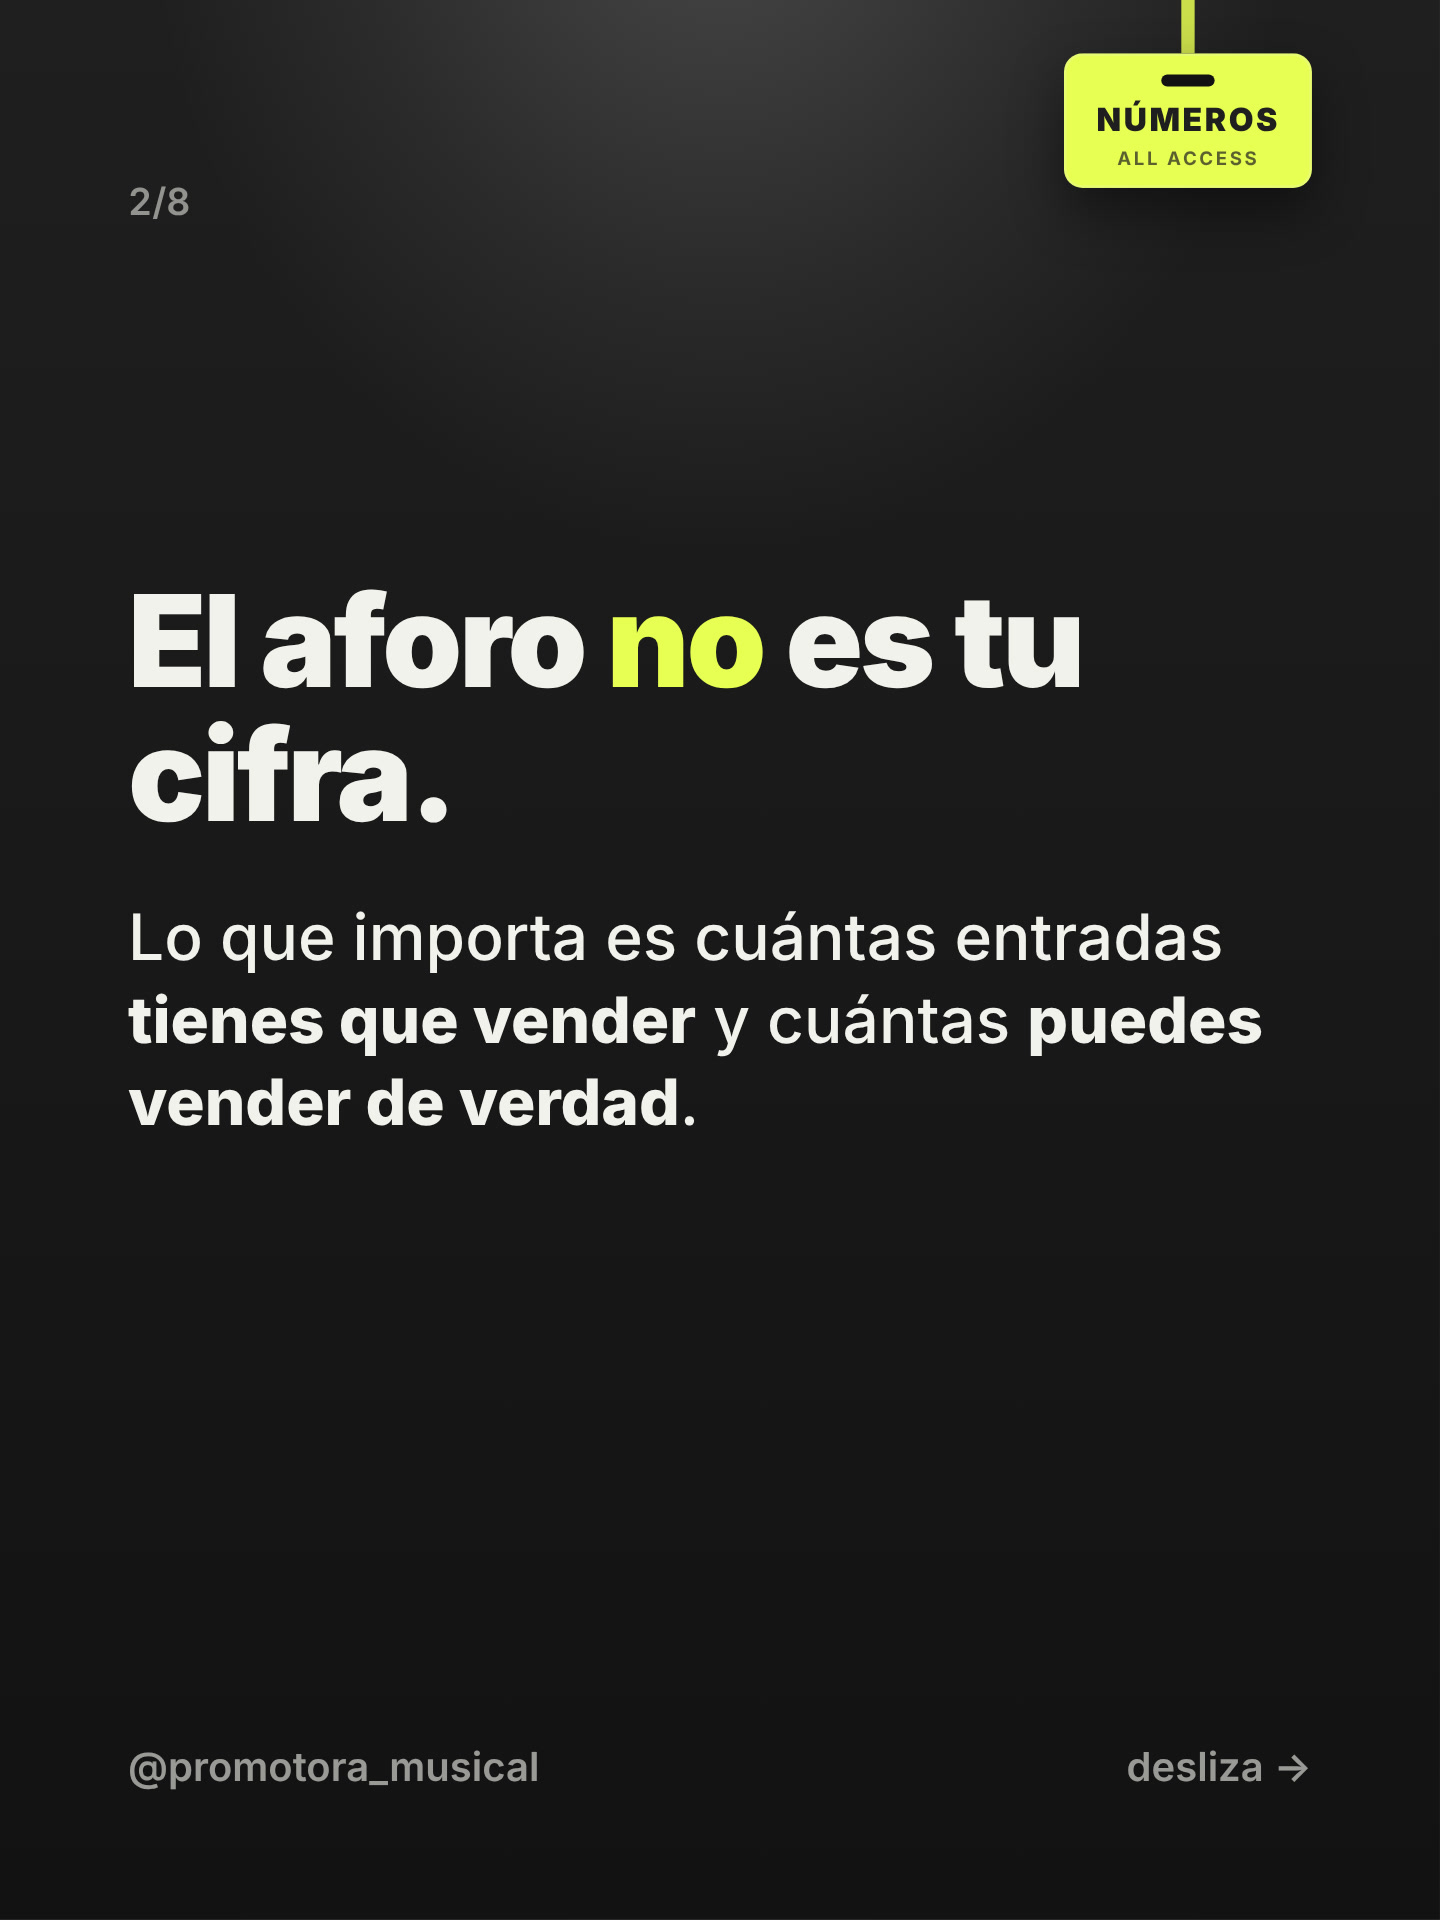 NÚMEROS
ALL ACCESS
2/8
El aforo no es tu
cifra.
Lo que importa es cuántas entradas
tienes que vender y cuántas puedes
vender de verdad.
@promotora_musical
desliza →